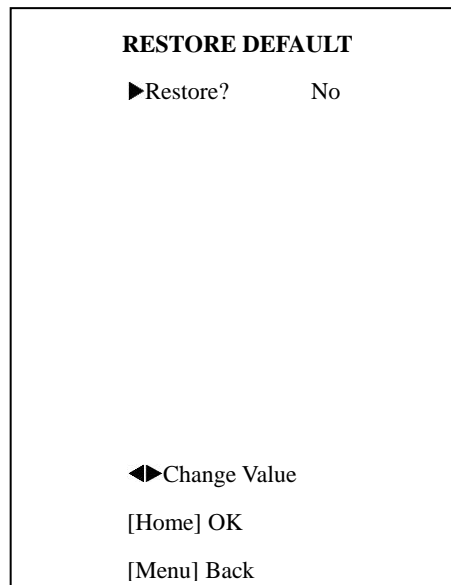 RESTORE DEFAULT
▶Restore? No
◀▶Change Value
[Home] OK
[Menu] Back